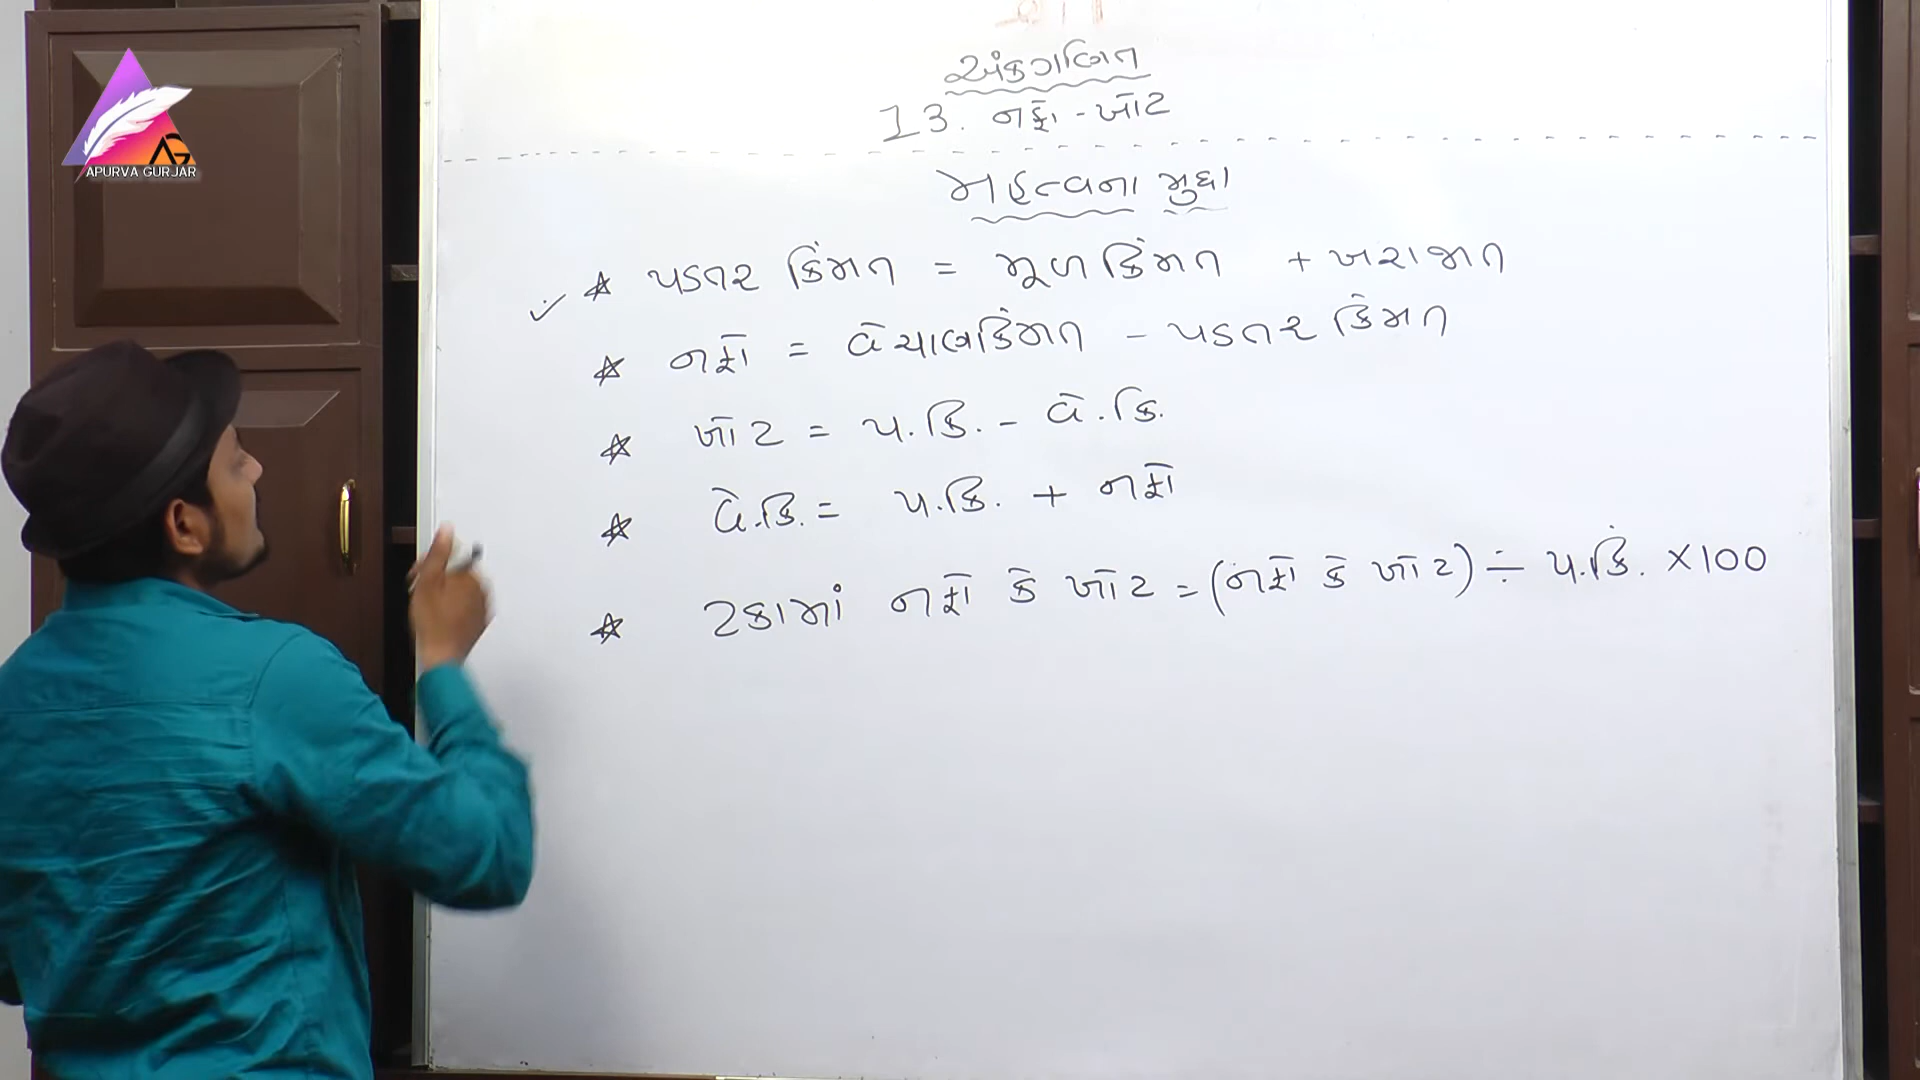 અંકગણિત
13. નફો - ખોટ
મહત્વના મુદ્દા
* પડતર કિંમત = મૂળ કિંમત + ખરાજાત
* નફો = વેચાણકિંમત - પડતર કિંમત
* ખોટ = પ.કિ. - વે.કિ.
* વે.કિ. = પ.કિ. + નફો
* ટકામાં નફો કે ખોટ = (નફો કે ખોટ) ÷ પ.કિં. ×100
AG
APURVA GURJAR